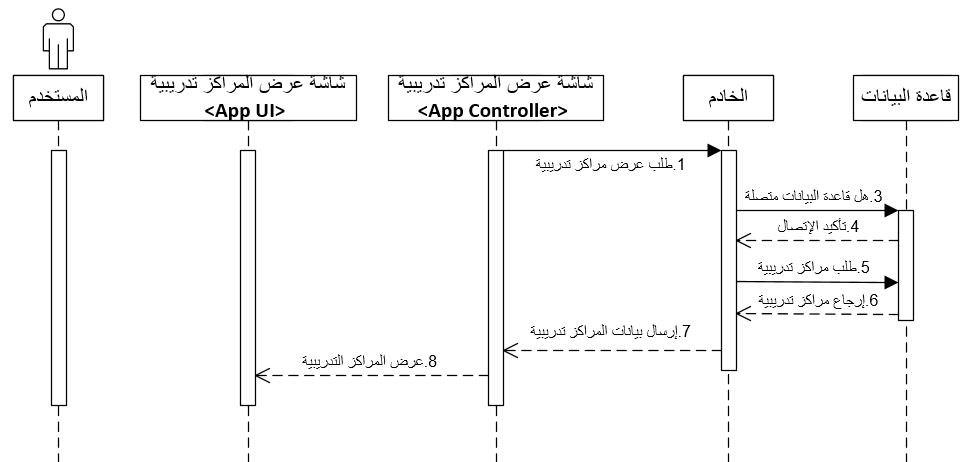 المستخدم
شاشة عرض المراكز تدريبية
<App UI>
شاشة عرض المراكز تدريبية
<App Controller>
الخادم
قاعدة البيانات
1.طلب عرض مراكز تدريبية
3.هل قاعدة البيانات متصلة
4.تأكيد الإتصال
5.طلب مراكز تدريبية
6.إرجاع مراكز تدريبية
7.إرسال بيانات المراكز تدريبية
8.عرض المراكز التدريبية